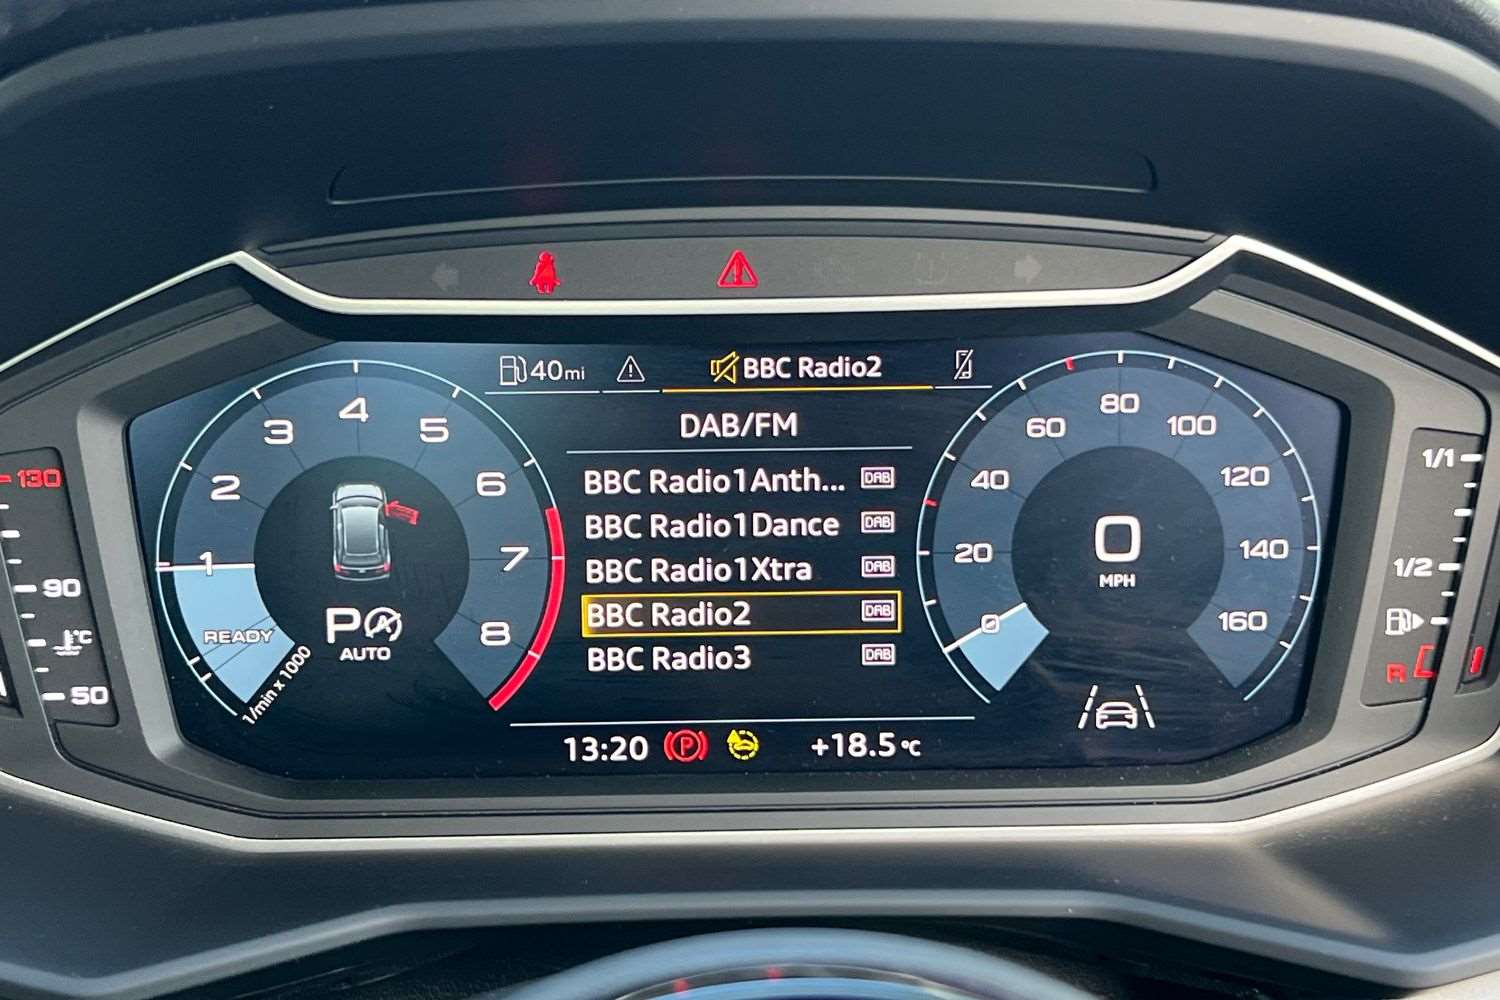 40mi
BBC Radio2
DAB/FM
BBC Radio1Anth... DAB
BBC Radio1Dance DAB
BBC Radio1Xtra DAB
BBC Radio2 DAB
BBC Radio3 DAB
13:20 P +18.5°C
READY
1
2
3
4
5
6
7
8
1/min x 1000
P A
AUTO
0
20
40
60
80
100
120
140
160
0
MPH
130
90
°C
50
1/1
1/2
R